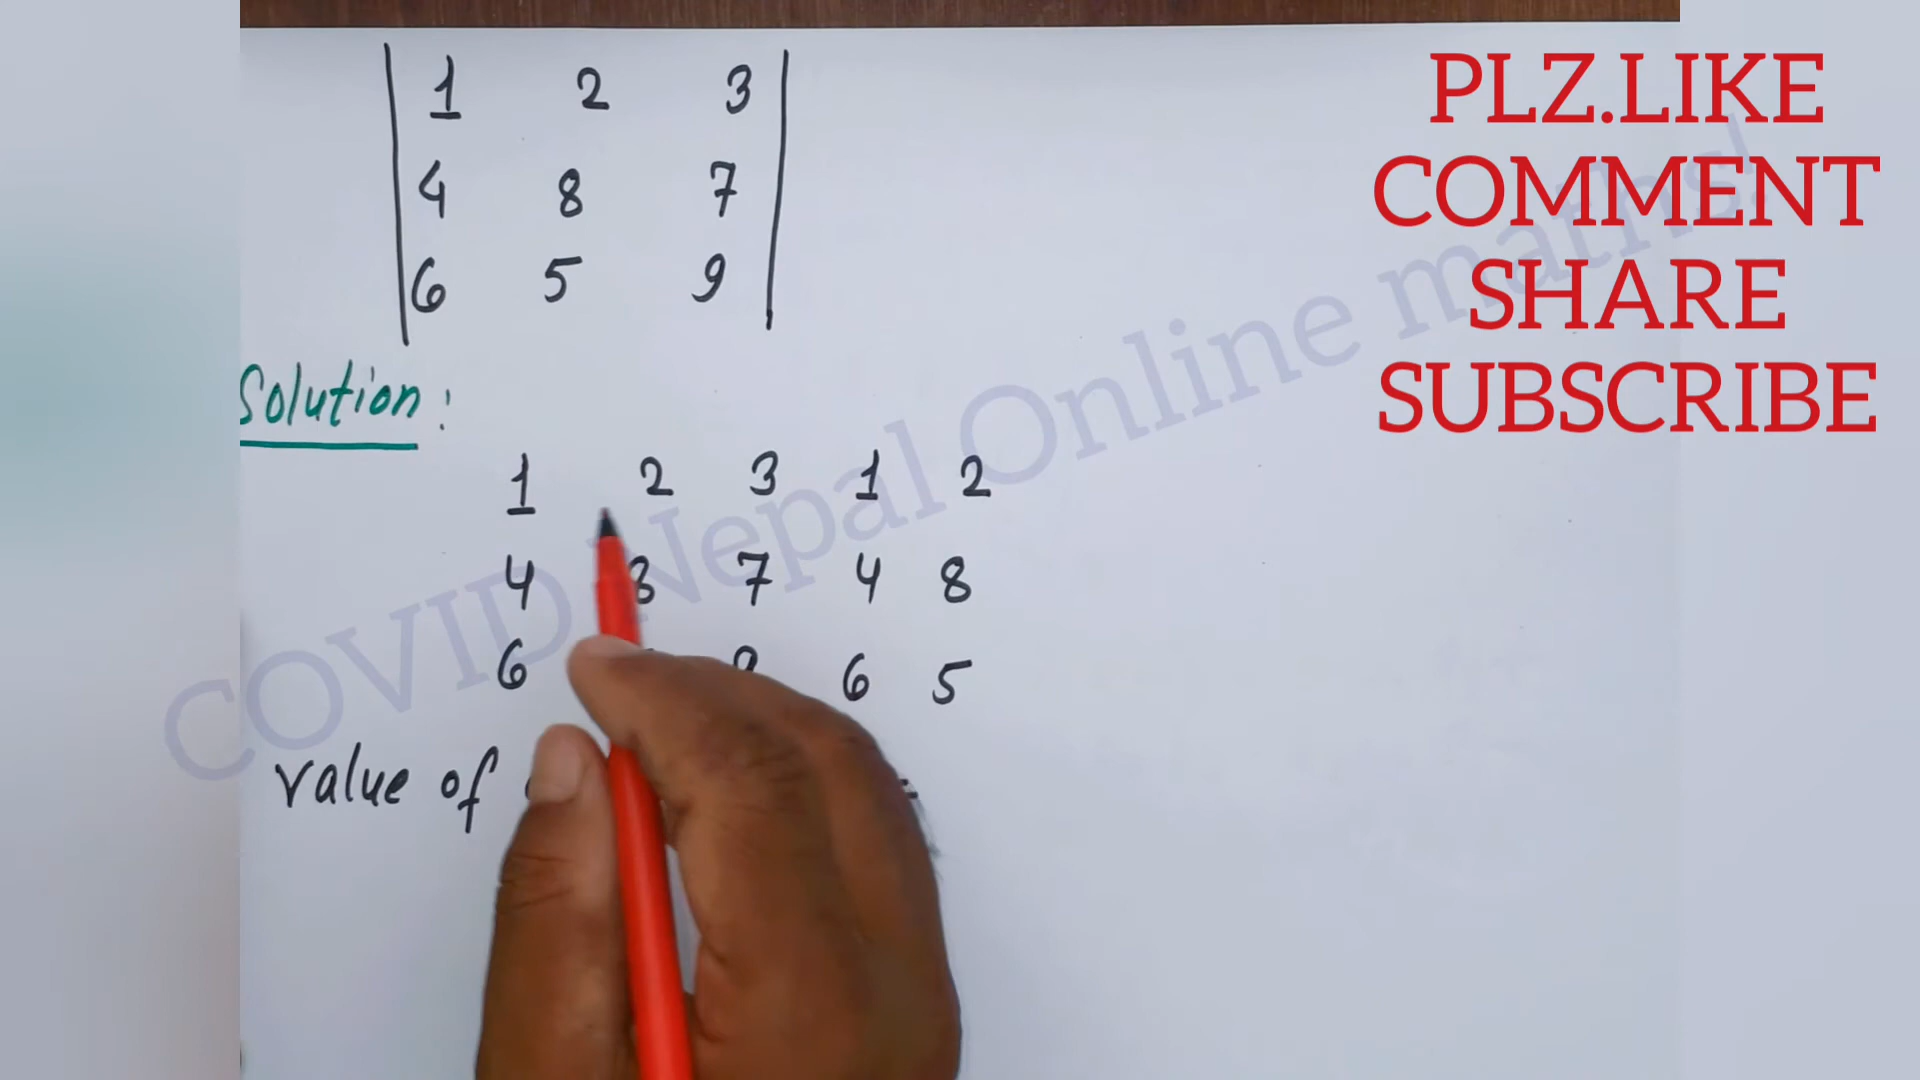 1 2 3
4 8 7
6 5 9
Solution:
1 2 3 1 2
4 8 7 4 8
6 9 6 5
value of =
PLZ.LIKE
COMMENT
SHARE
SUBSCRIBE
COVID Nepal Online maths!